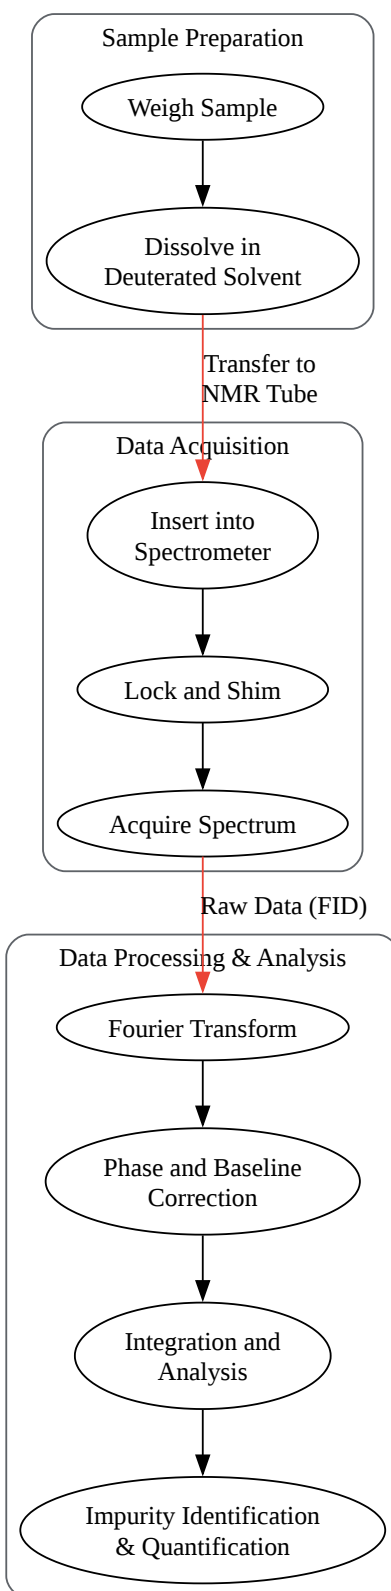 Sample Preparation
Weigh Sample
Dissolve in
Deuterated Solvent
Transfer to
NMR Tube
Data Acquisition
Insert into
Spectrometer
Lock and Shim
Acquire Spectrum
Raw Data (FID)
Data Processing & Analysis
Fourier Transform
Phase and Baseline
Correction
Integration and
Analysis
Impurity Identification
& Quantification